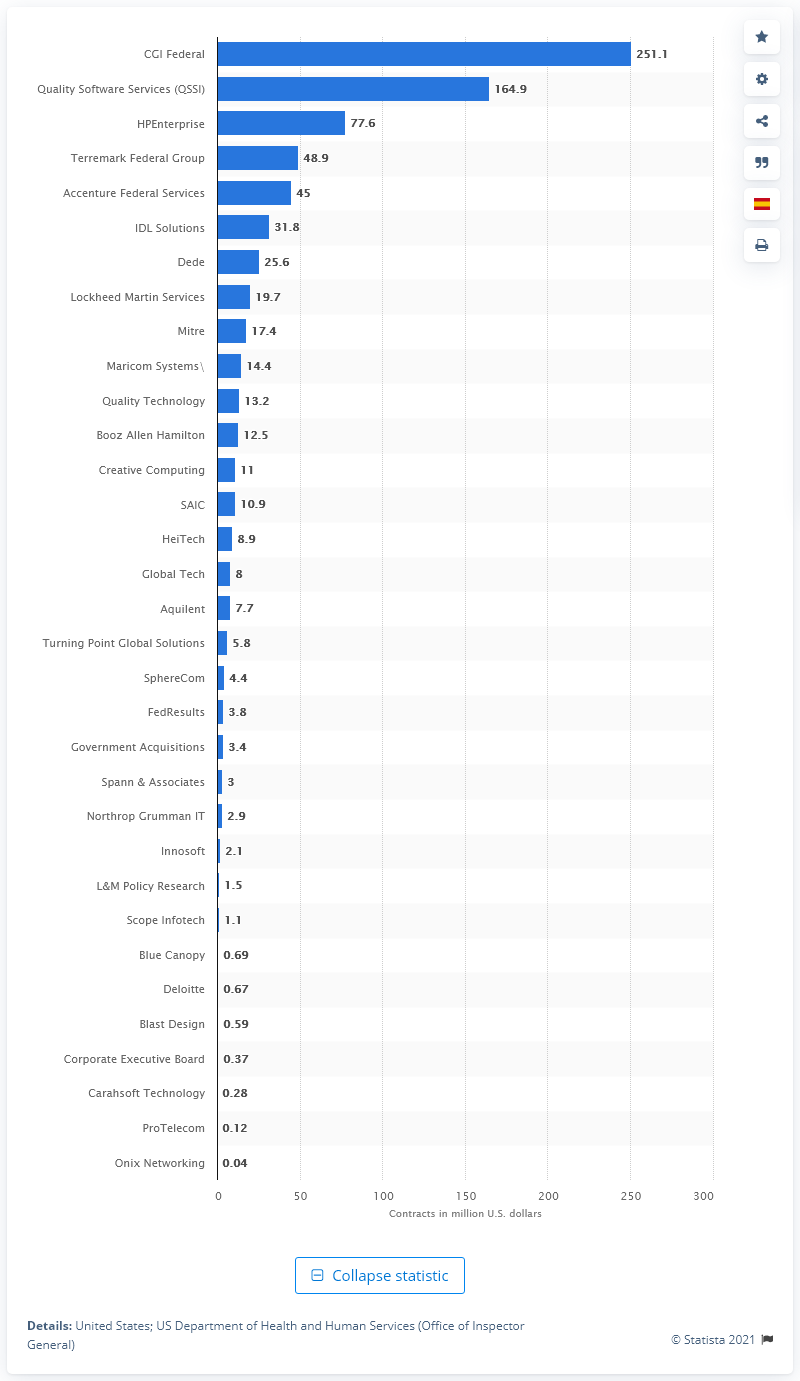 CGI Federal 251.1
Quality Software Services (QSSI) 164.9
HPEnterprise 77.6
Terremark Federal Group 48.9
Accenture Federal Services 45
IDL Solutions 31.8
Dede 25.6
Lockheed Martin Services 19.7
Mitre 17.4
Maricom Systems\ 14.4
Quality Technology 13.2
Booz Allen Hamilton 12.5
Creative Computing 11
SAIC 10.9
HeiTech 8.9
Global Tech 8
Aquilent 7.7
Turning Point Global Solutions 5.8
SphereCom 4.4
FedResults 3.8
Government Acquisitions 3.4
Spann & Associates 3
Northrop Grumman IT 2.9
Innosoft 2.1
L&M Policy Research 1.5
Scope Infotech 1.1
Blue Canopy 0.69
Deloitte 0.67
Blast Design 0.59
Corporate Executive Board 0.37
Carahsoft Technology 0.28
ProTelecom 0.12
Onix Networking 0.04
0 50 100 150 200 250 300
Contracts in million U.S. dollars
Collapse statistic
Details: United States; US Department of Health and Human Services (Office of Inspector
General)
© Statista 2021